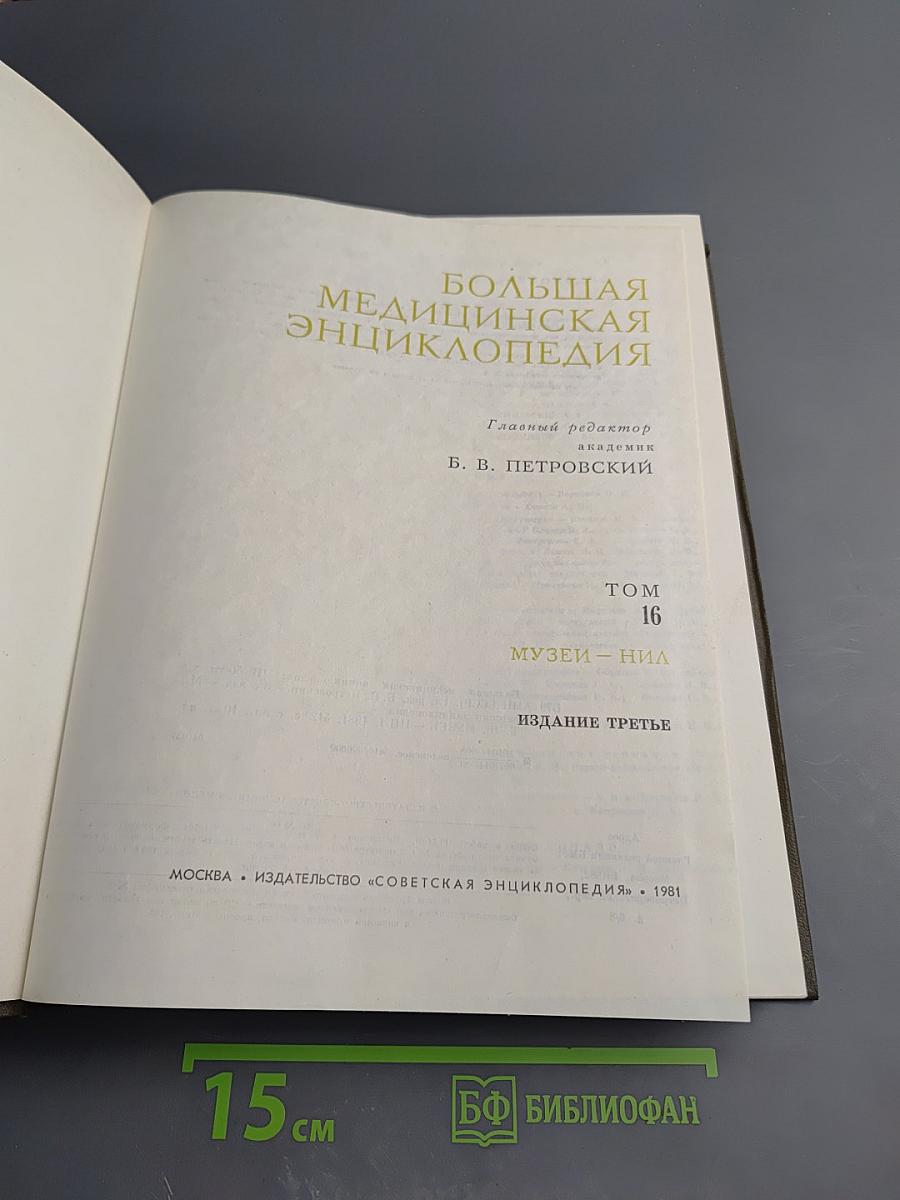 БОЛЬШАЯ
МЕДИЦИНСКАЯ
ЭНЦИКЛОПЕДИЯ
Главный редактор
академик
Б. В. ПЕТРОВСКИЙ
ТОМ
16
МУЗЕИ — НИЛ
ИЗДАНИЕ ТРЕТЬЕ
МОСКВА • ИЗДАТЕЛЬСТВО «СОВЕТСКАЯ ЭНЦИКЛОПЕДИЯ» • 1981
15 см
БФ БИБЛИОФАН